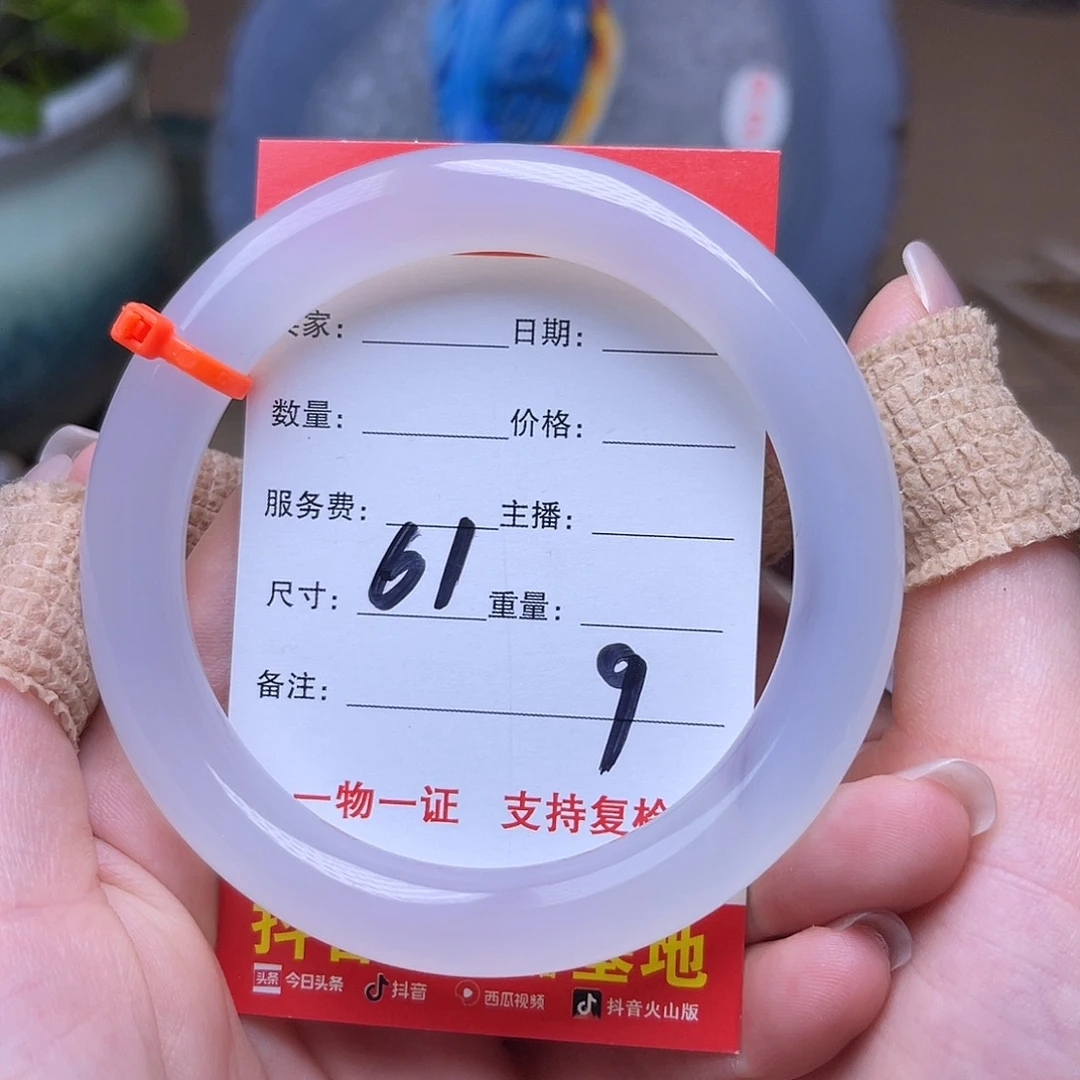 家: 日期:
数量: 价格:
服务费: 主播:
尺寸: 61 重量:
备注: 9
一物一证 支持复检
基地
头条 今日头条 抖音 西瓜视频 抖音火山版